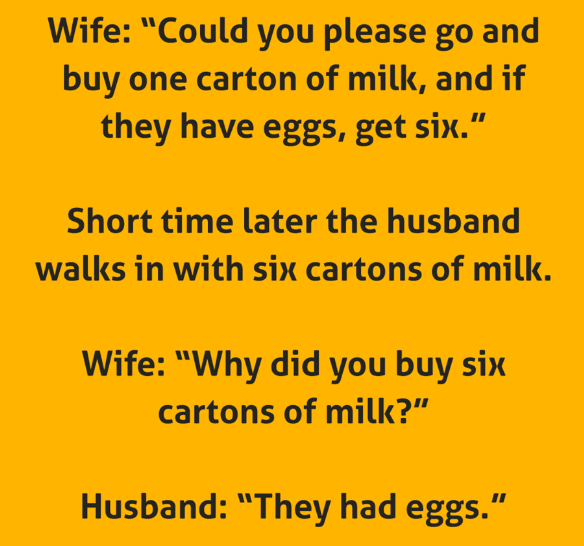 Wife: “Could you please go and
buy one carton of milk, and if
they have eggs, get six.”
Short time later the husband
walks in with six cartons of milk.
Wife: “Why did you buy six
cartons of milk?”
Husband: “They had eggs.”